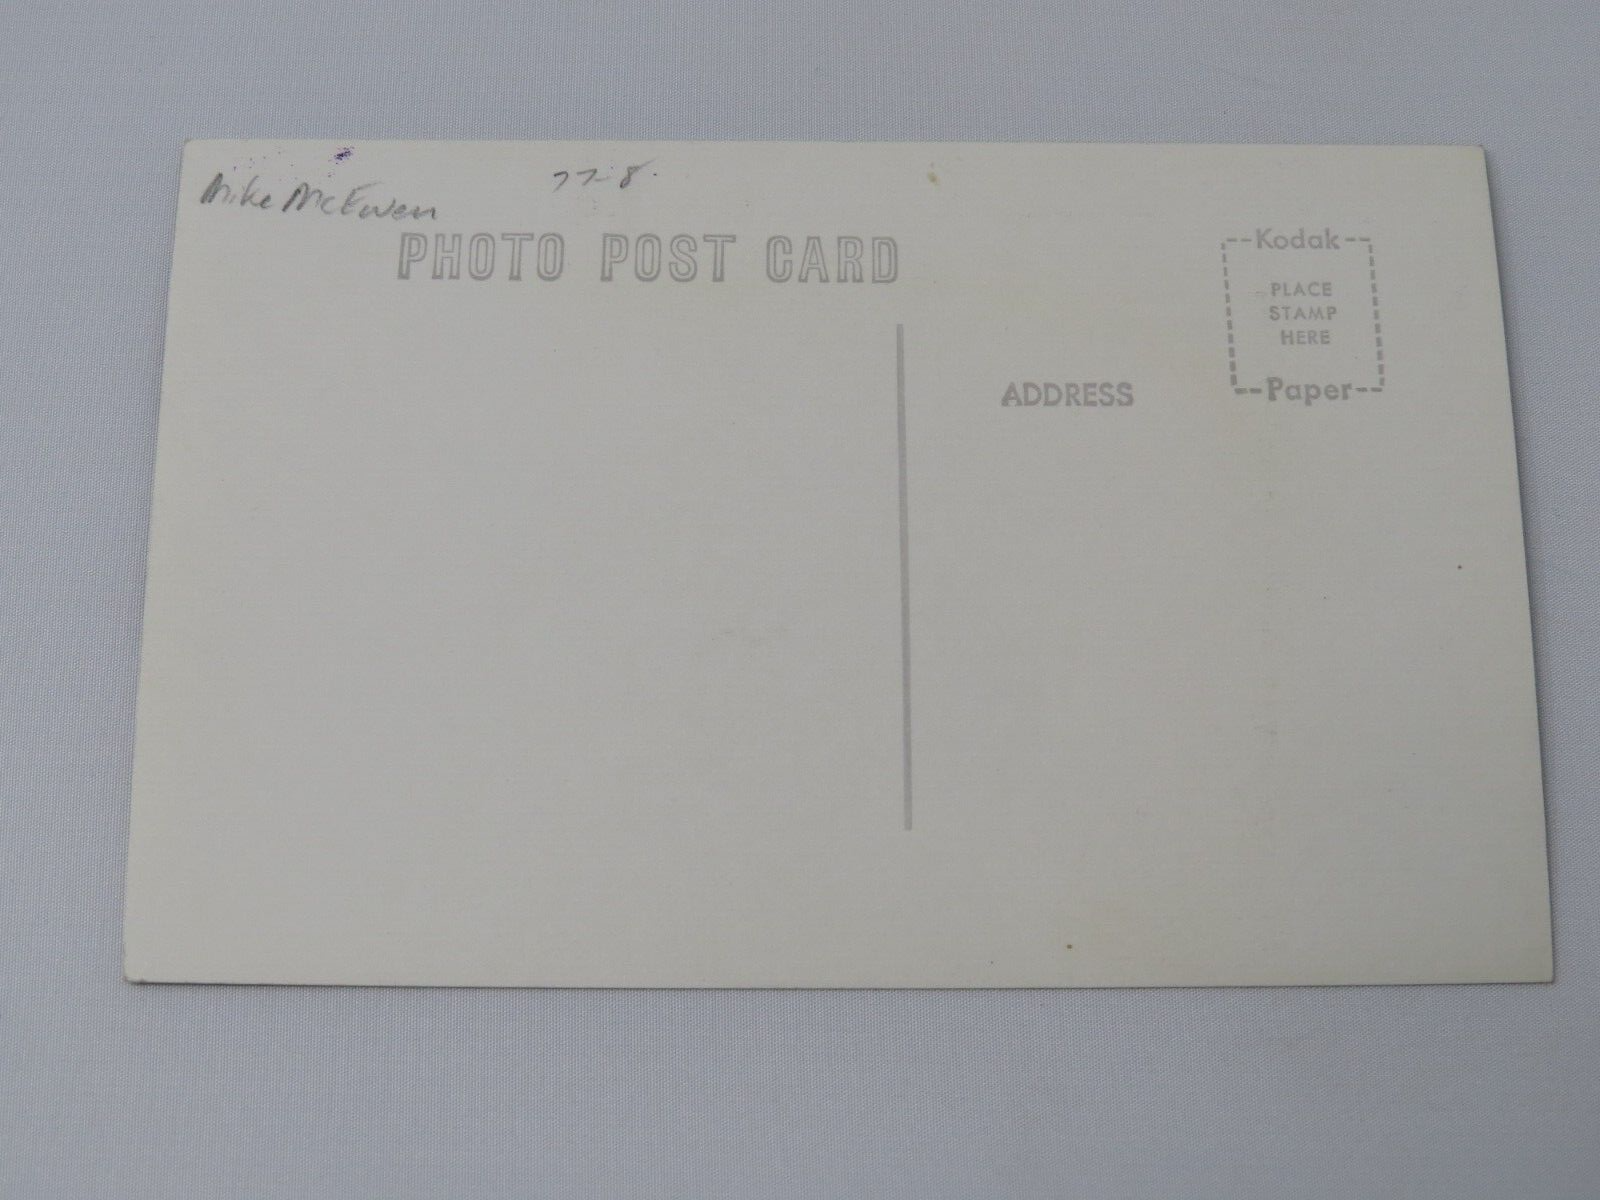 Mike McEwen
77-8.
PHOTO POST CARD
Kodak
PLACE
STAMP
HERE
Paper
ADDRESS